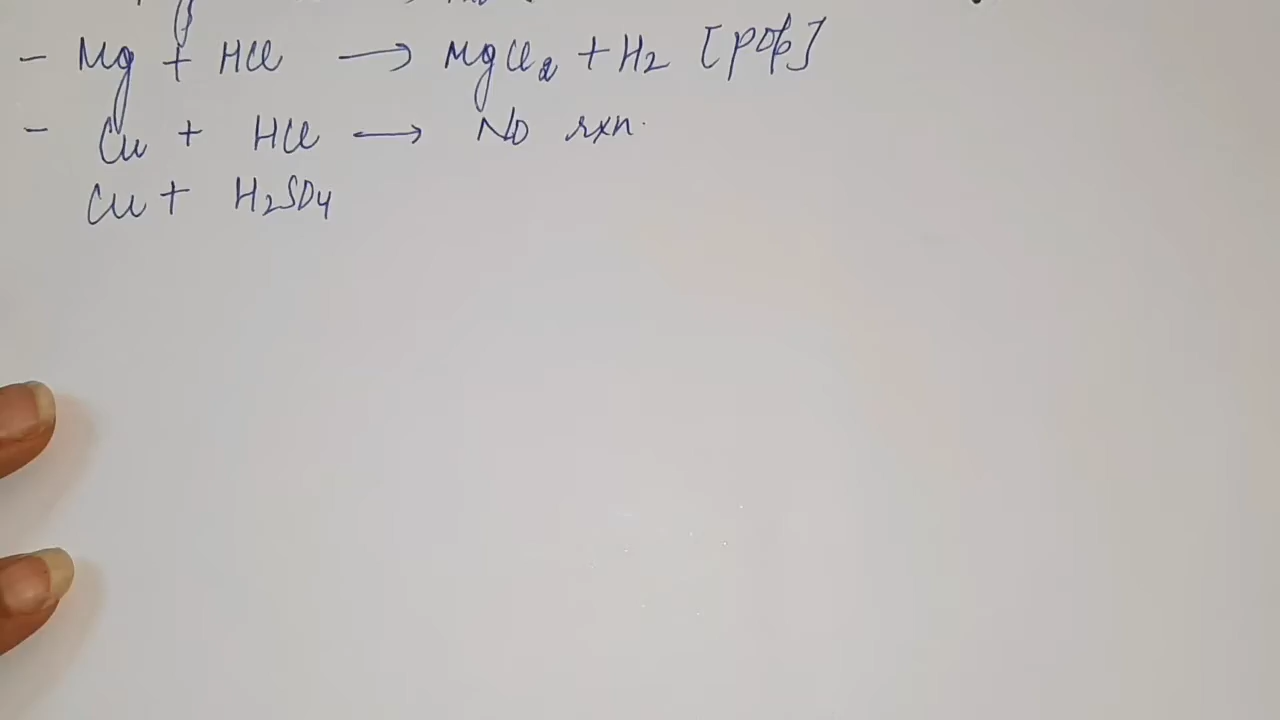 - Mg + HCl → MgCl2 + H2 [pop]
- Cu + HCl → No rxn.
Cu + H2SO4